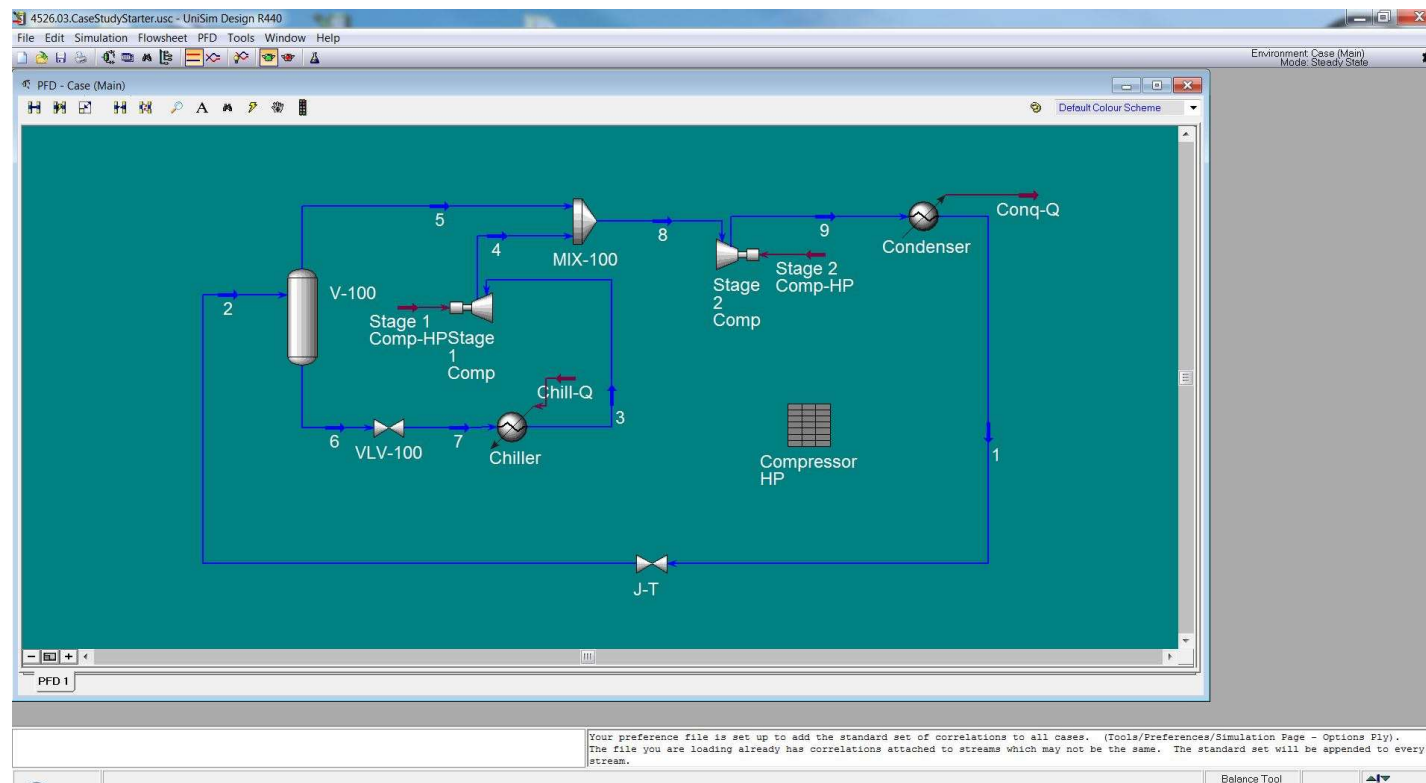 4526.03.CaseStudyStarter.usc - UniSim Design R440
File Edit Simulation Flowsheet PFD Tools Window Help
Environment: Case (Main)
Mode: Steady State
PFD - Case (Main)
A
Default Colour Scheme
5
4
MIX-100
8
9
Condenser
Conq-Q
2
V-100
Stage 1
Comp-HP
Stage
1
Comp
Stage
2
Comp
Stage 2
Comp-HP
Chill-Q
3
6
VLV-100
7
Chiller
Compressor
HP
1
J-T
PFD 1
Your preference file is set up to add the standard set of correlations to all cases. (Tools/Preferences/Simulation Page - Options Ply).
The file you are loading already has correlations attached to streams which may not be the same. The standard set will be appended to every
stream.
Balance Tool